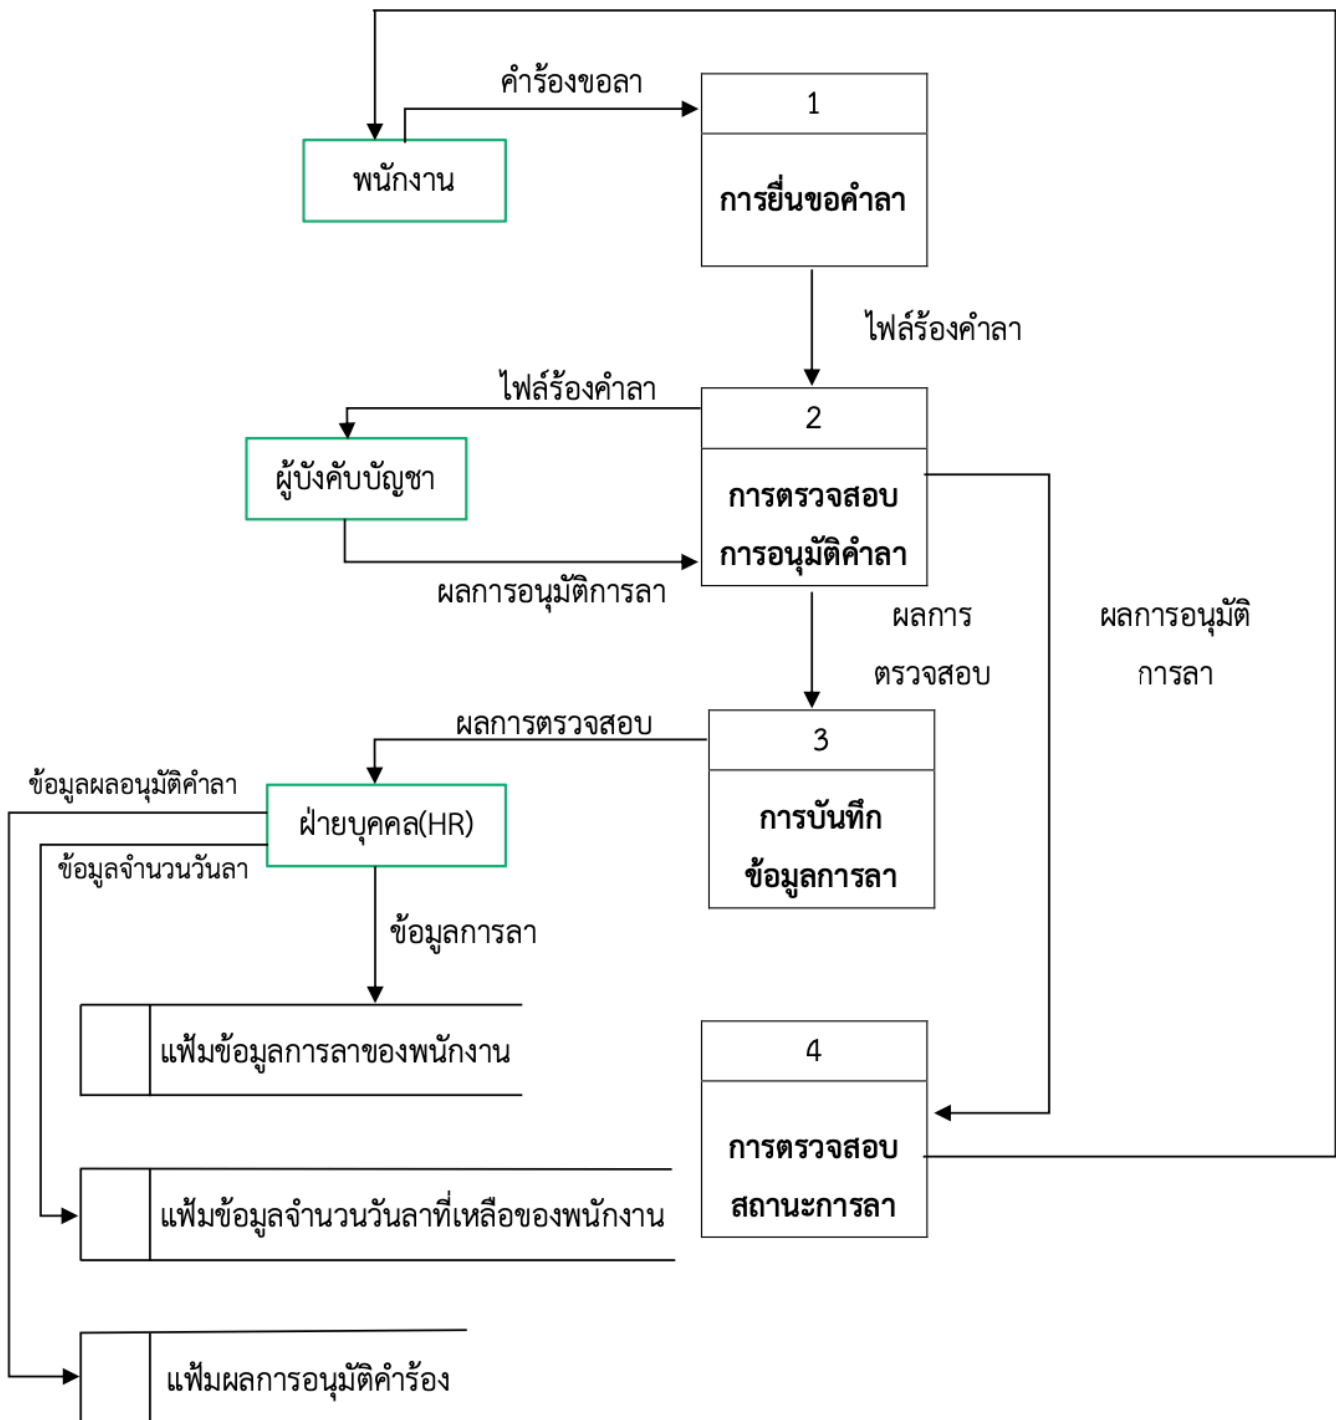 คำร้องขอลา
1
พนักงาน
การยื่นขอคำลา
ไฟล์ร้องคำลา
ไฟล์ร้องคำลา
2
ผู้บังคับบัญชา
การตรวจสอบ
การอนุมัติคำลา
ผลการอนุมัติการลา
ผลการ
ตรวจสอบ
ผลการอนุมัติ
การลา
ผลการตรวจสอบ
3
ข้อมูลผลอนุมัติคำลา
ฝ่ายบุคคล(HR)
การบันทึก
ข้อมูลการลา
ข้อมูลจำนวนวันลา
ข้อมูลการลา
แฟ้มข้อมูลการลาของพนักงาน
4
การตรวจสอบ
สถานะการลา
แฟ้มข้อมูลจำนวนวันลาที่เหลือของพนักงาน
แฟ้มผลการอนุมัติคำร้อง